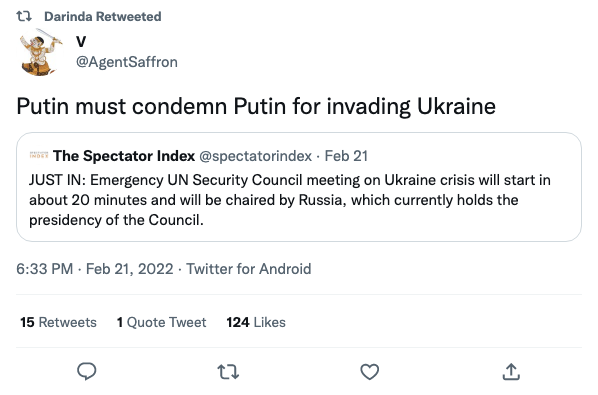 Darinda Retweeted
V
@AgentSaffron
Putin must condemn Putin for invading Ukraine
The Spectator Index @spectatorindex · Feb 21
JUST IN: Emergency UN Security Council meeting on Ukraine crisis will start in
about 20 minutes and will be chaired by Russia, which currently holds the
presidency of the Council.
6:33 PM · Feb 21, 2022 · Twitter for Android
15 Retweets 1 Quote Tweet 124 Likes